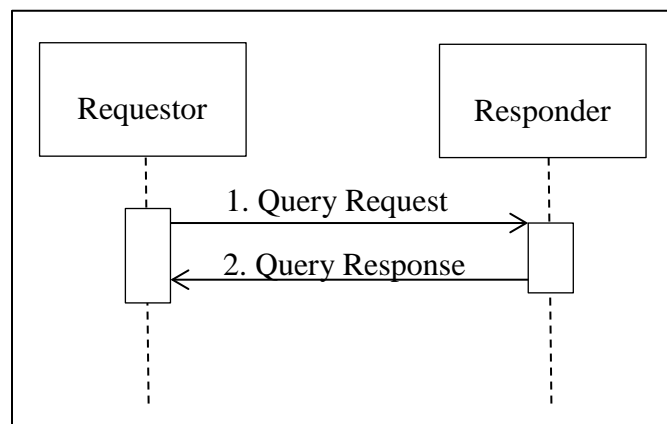 Requestor
Responder
1. Query Request
2. Query Response